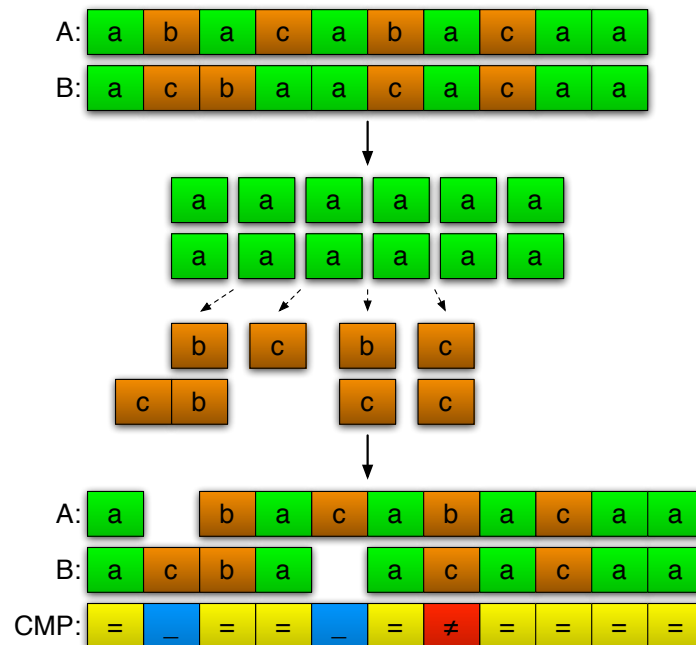 A: a b a c a b a c a a
B: a c b a a c a c a a
a a a a a a
a a a a a a
b c b c
c b c c
A: a b a c a b a c a a
B: a c b a a c a c a a
CMP: = _ = = _ = ≠ = = = =